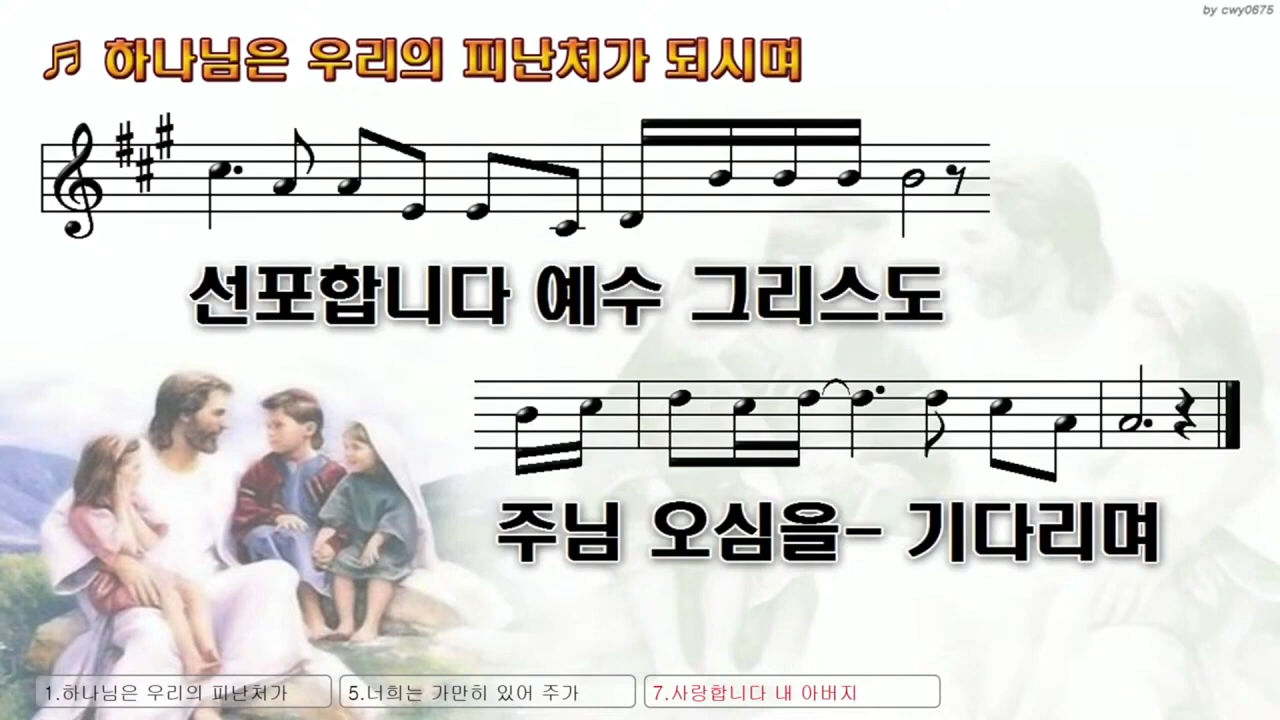 by cwy0675
하나님은 우리의 피난처가 되시며
선포합니다 예수 그리스도
주님 오심을- 기다리며
1.하나님은 우리의 피난처가
5.너희는 가만히 있어 주가
7.사랑합니다 내 아버지